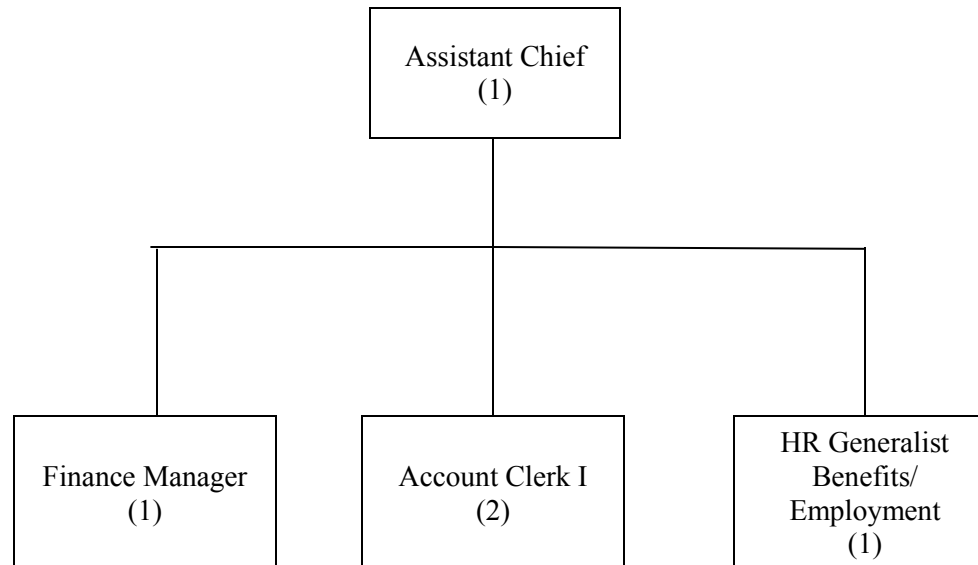 Assistant Chief
(1)
Finance Manager
(1)
Account Clerk I
(2)
HR Generalist
Benefits/
Employment
(1)